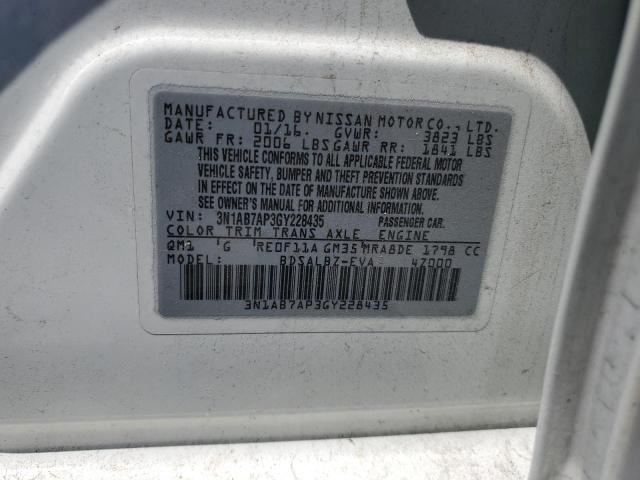 MANUFACTURED BY NISSAN MOTOR CO., LTD.
DATE: 01/16. GVWR: 3823 LBS
GAWR FR: 2006 LBS GAWR RR: 1841 LBS
THIS VEHICLE CONFORMS TO ALL APPLICABLE FEDERAL MOTOR
VEHICLE SAFETY, BUMPER AND THEFT PREVENTION STANDARDS
IN EFFECT ON THE DATE OF MANUFACTURE SHOWN ABOVE.
SEE OWNER'S MANUAL FOR ADDITIONAL INFORMATION.
VIN: 3N1AB7AP3GY228435 PASSENGER CAR.
COLOR TRIM TRANS AXLE ENGINE
QM1 G RE0F11A GM35 MRA8DE 1798 CC
MODEL: BDSALBZ-EVA 47000
3N1AB7AP3GY228435